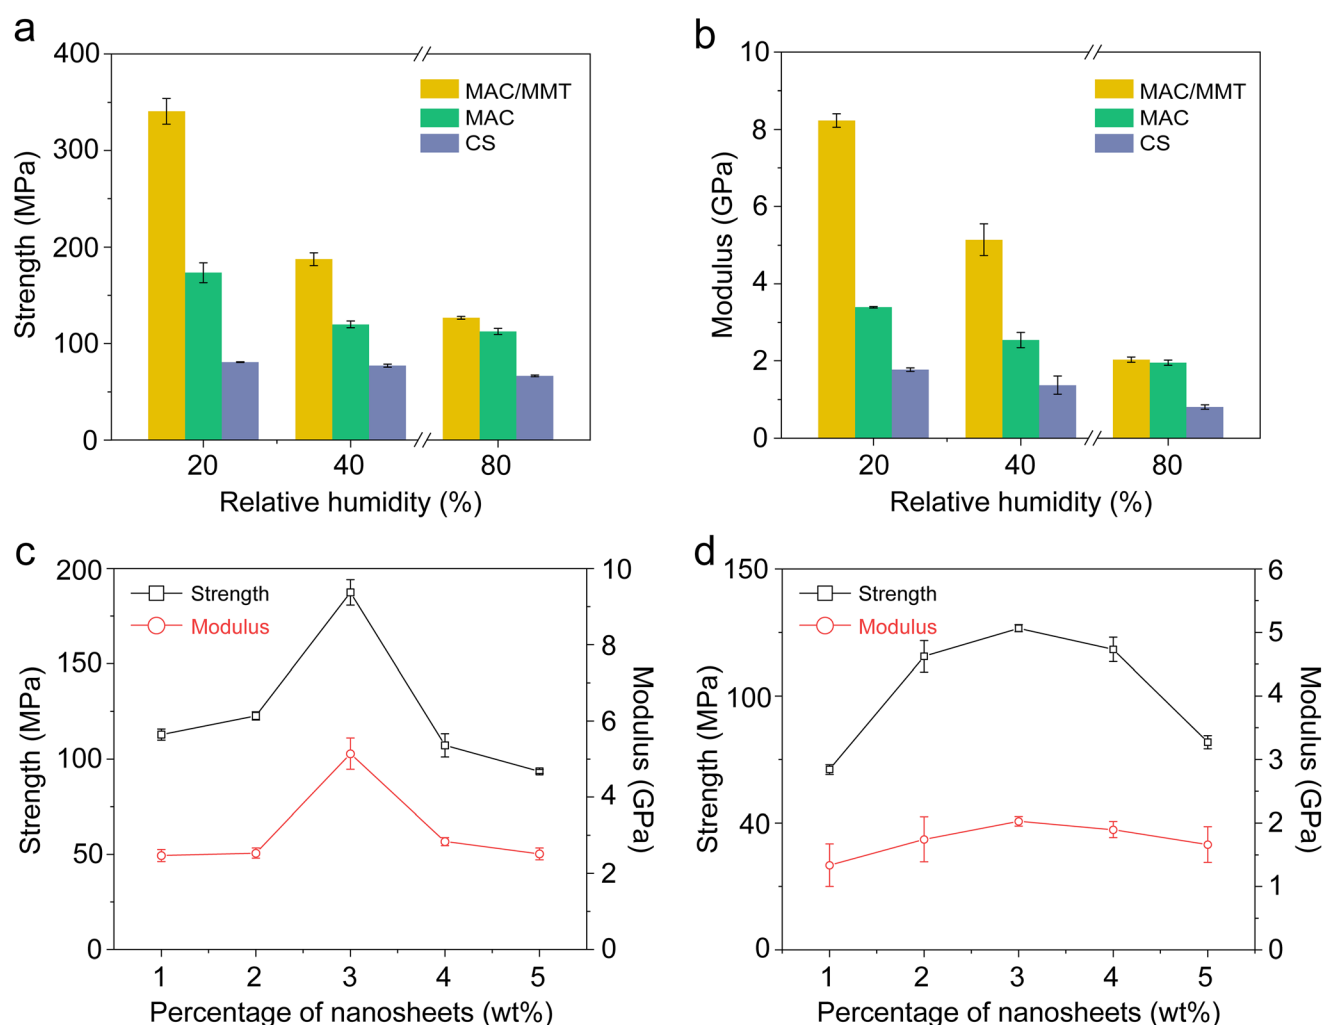 a
Strength (MPa)
400
300
200
100
0
MAC/MMT
MAC
CS
20
40
80
Relative humidity (%)
b
Modulus (GPa)
10
8
6
4
2
0
MAC/MMT
MAC
CS
20
40
80
Relative humidity (%)
c
Strength (MPa)
200
150
100
50
0
Strength
Modulus
10
8
6
4
2
0
Modulus (GPa)
1
2
3
4
5
Percentage of nanosheets (wt%)
d
Strength (MPa)
150
100
40
0
Strength
Modulus
6
5
4
3
2
1
0
Modulus (GPa)
1
2
3
4
5
Percentage of nanosheets (wt%)